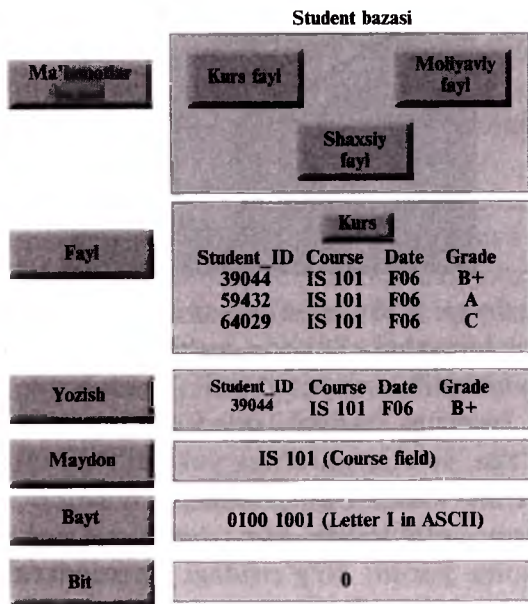 Student bazasi
Ma'lumotlar
Kurs fayl
Moliyaviy
fayl
Shaxsiy
fayl
Fayl
Kurs
Student_ID Course Date Grade
39044 IS 101 F06 B+
59432 IS 101 F06 A
64029 IS 101 F06 C
Yozish
Student_ID Course Date Grade
39044 IS 101 F06 B+
Maydon
IS 101 (Course field)
Bayt
0100 1001 (Letter I in ASCII)
Bit
0